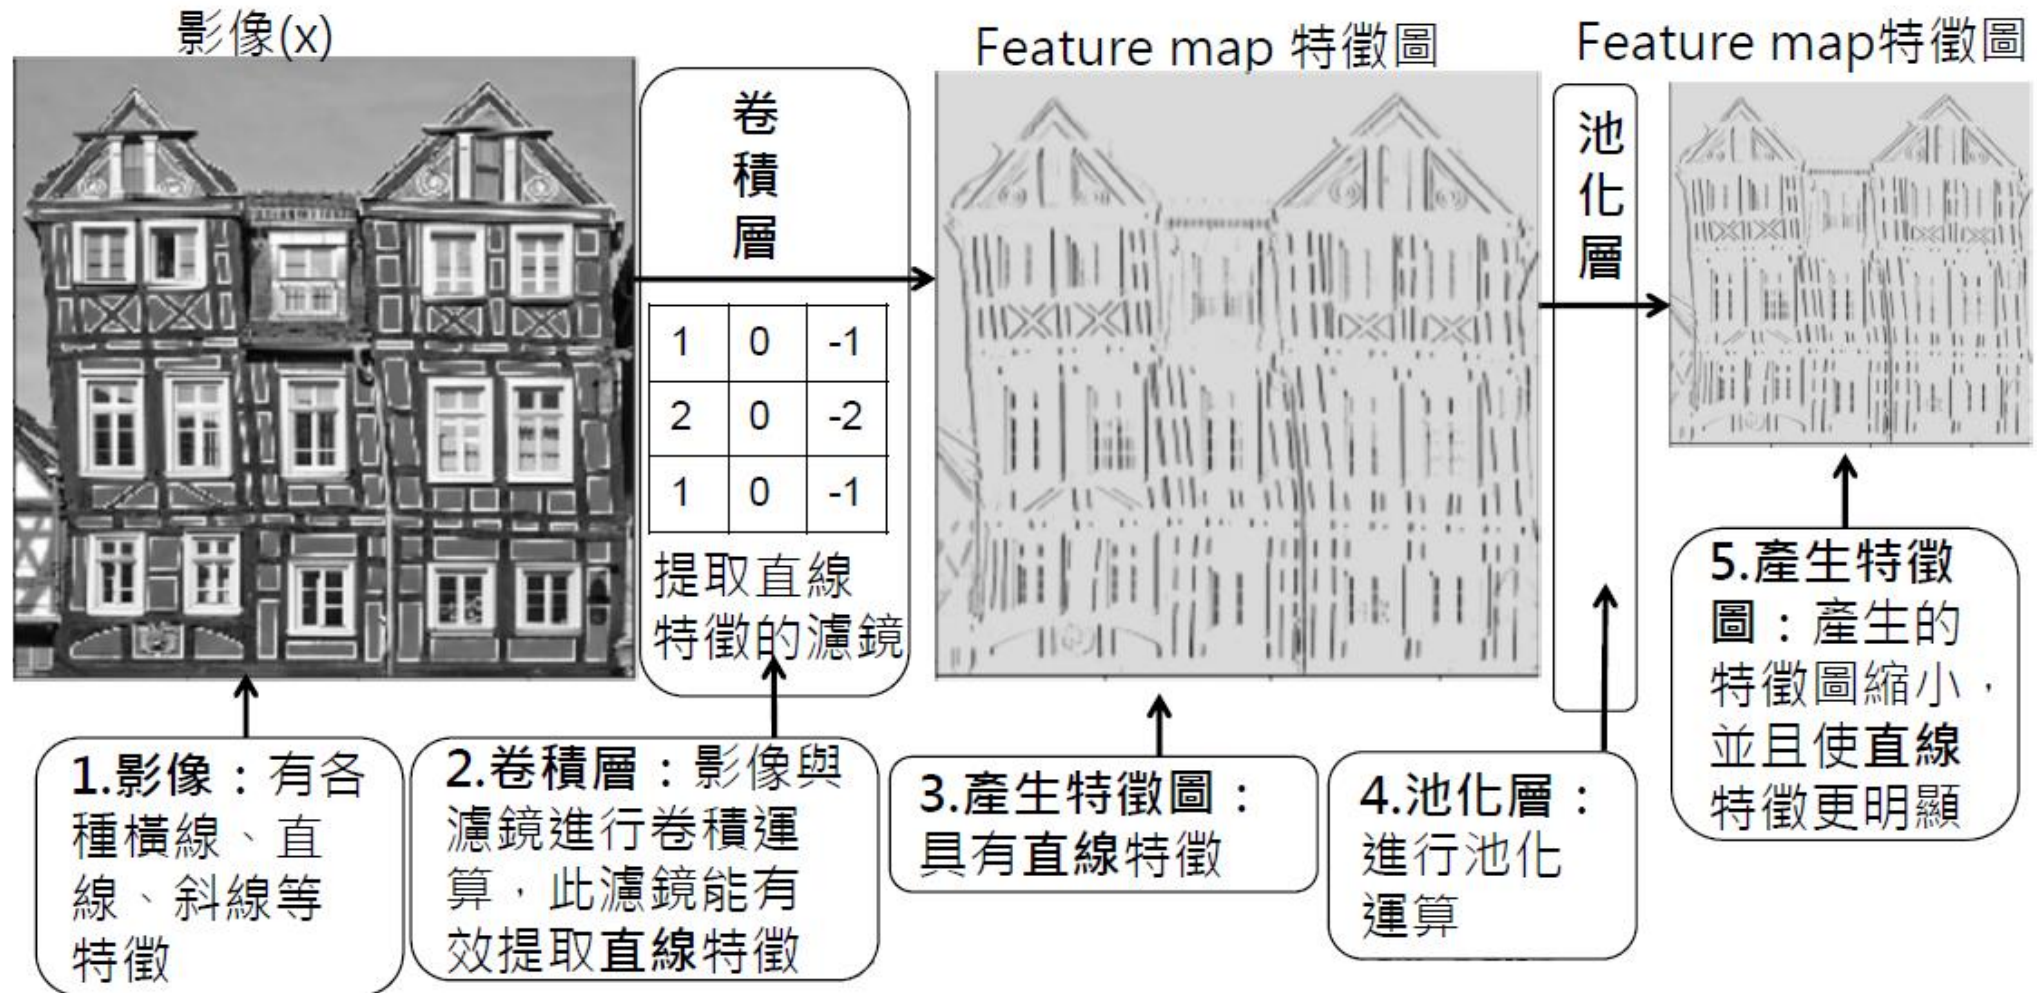 影像(x)
Feature map 特徵圖
Feature map特徵圖
卷
積
層
1 0 -1
2 0 -2
1 0 -1
提取直線
特徵的濾鏡
池
化
層
1.影像：有各
種橫線、直
線、斜線等
特徵
2.卷積層：影像與
濾鏡進行卷積運
算，此濾鏡能有
效提取直線特徵
3.產生特徵圖：
具有直線特徵
4.池化層：
進行池化
運算
5.產生特徵
圖：產生的
特徵圖縮小，
並且使直線
特徵更明顯